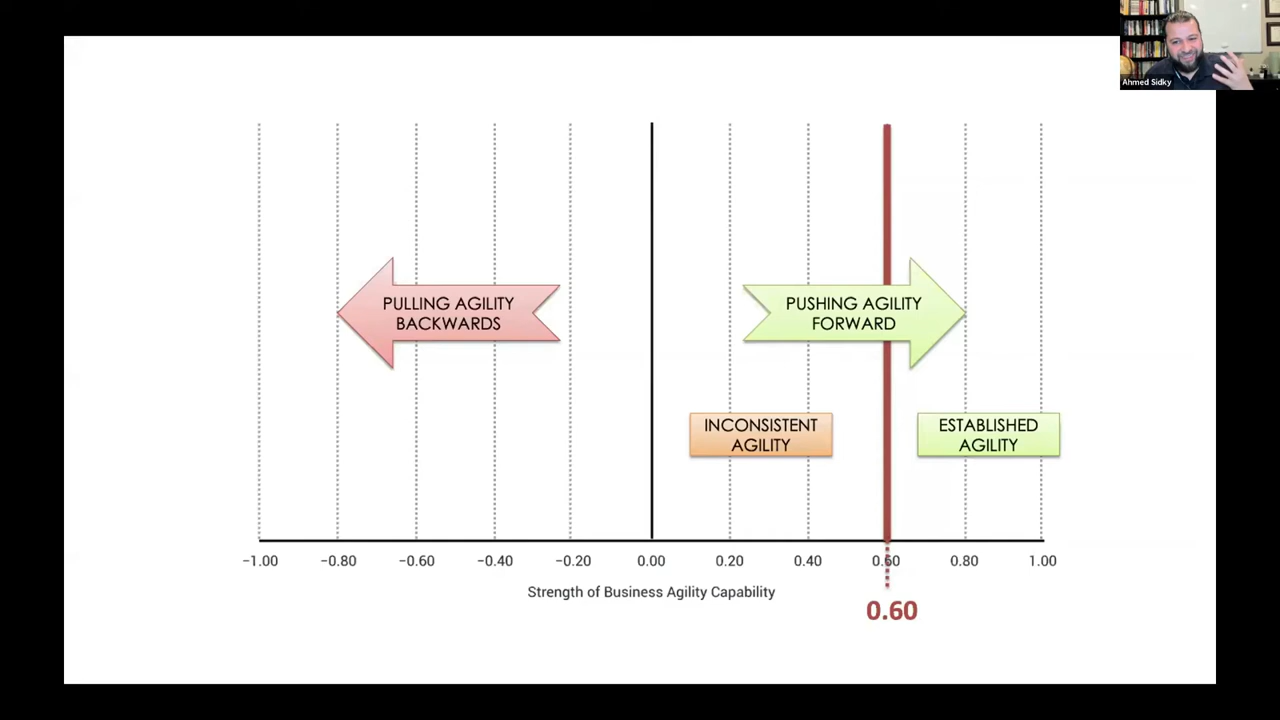 Ahmed Sidky
PULLING AGILITY
BACKWARDS
PUSHING AGILITY
FORWARD
INCONSISTENT
AGILITY
ESTABLISHED
AGILITY
−1.00 −0.80 −0.60 −0.40 −0.20 0.00 0.20 0.40 0.60 0.80 1.00
Strength of Business Agility Capability
0.60